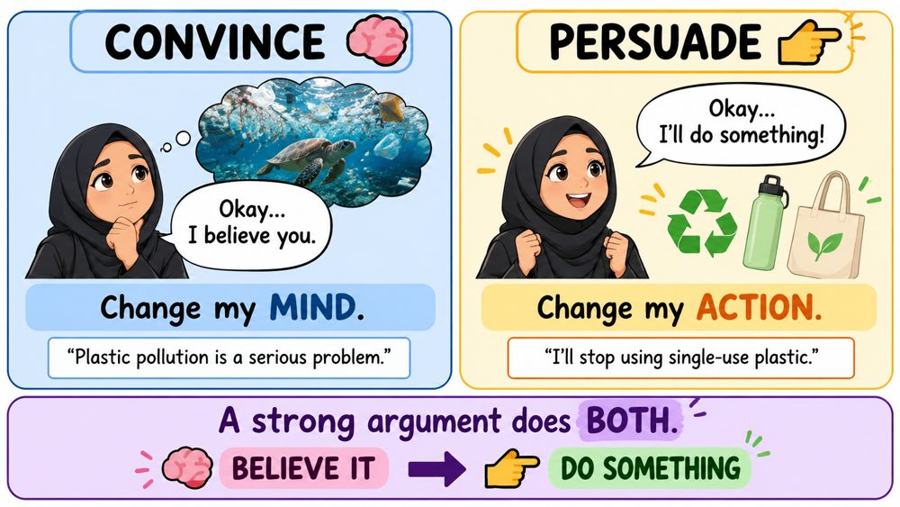 CONVINCE
Okay...
I believe you.
Change my MIND.
“Plastic pollution is a serious problem.”
PERSUADE
Okay...
I'll do something!
Change my ACTION.
“I'll stop using single-use plastic.”
A strong argument does BOTH.
BELIEVE IT
DO SOMETHING